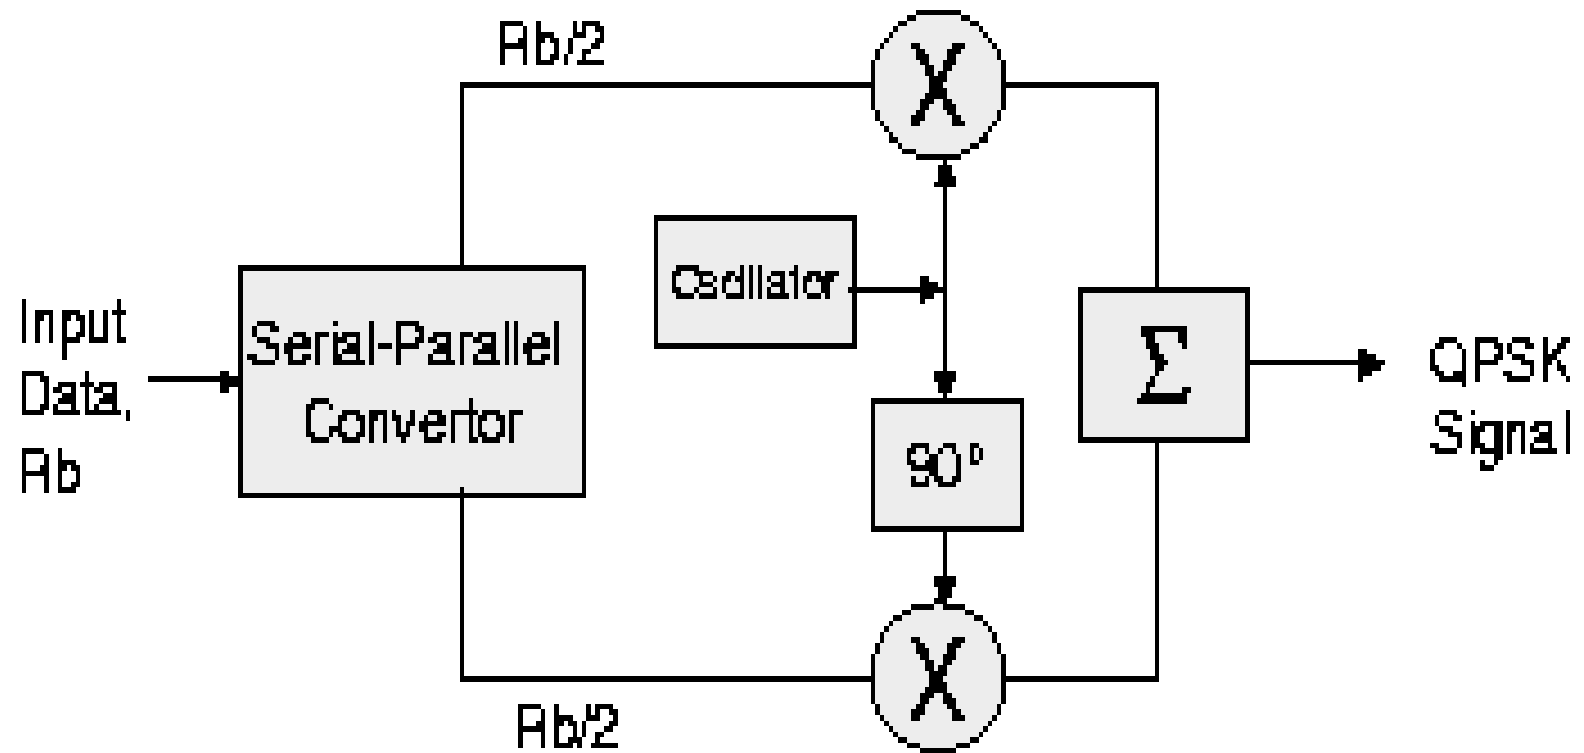 Rb/2
X
Oscillator
Input
Data,
Rb
Serial-Parallel
Convertor
Σ
QPSK
Signal
90°
X
Rb/2